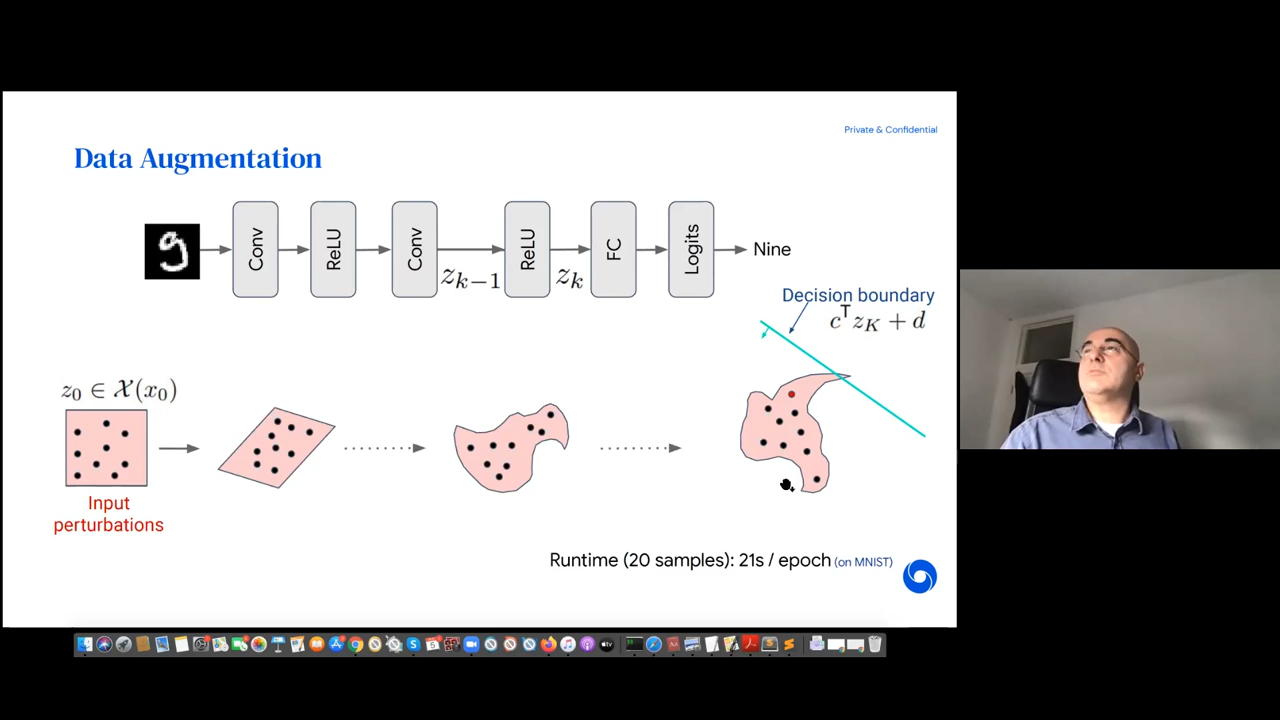 Private & Confidential
Data Augmentation
Conv
ReLU
Conv
z_{k-1}
ReLU
z_k
FC
Logits
Nine
Decision boundary
c^T z_K + d
z_0 ∈ 𝒳(x_0)
Input
perturbations
Runtime (20 samples): 21s / epoch (on MNIST)